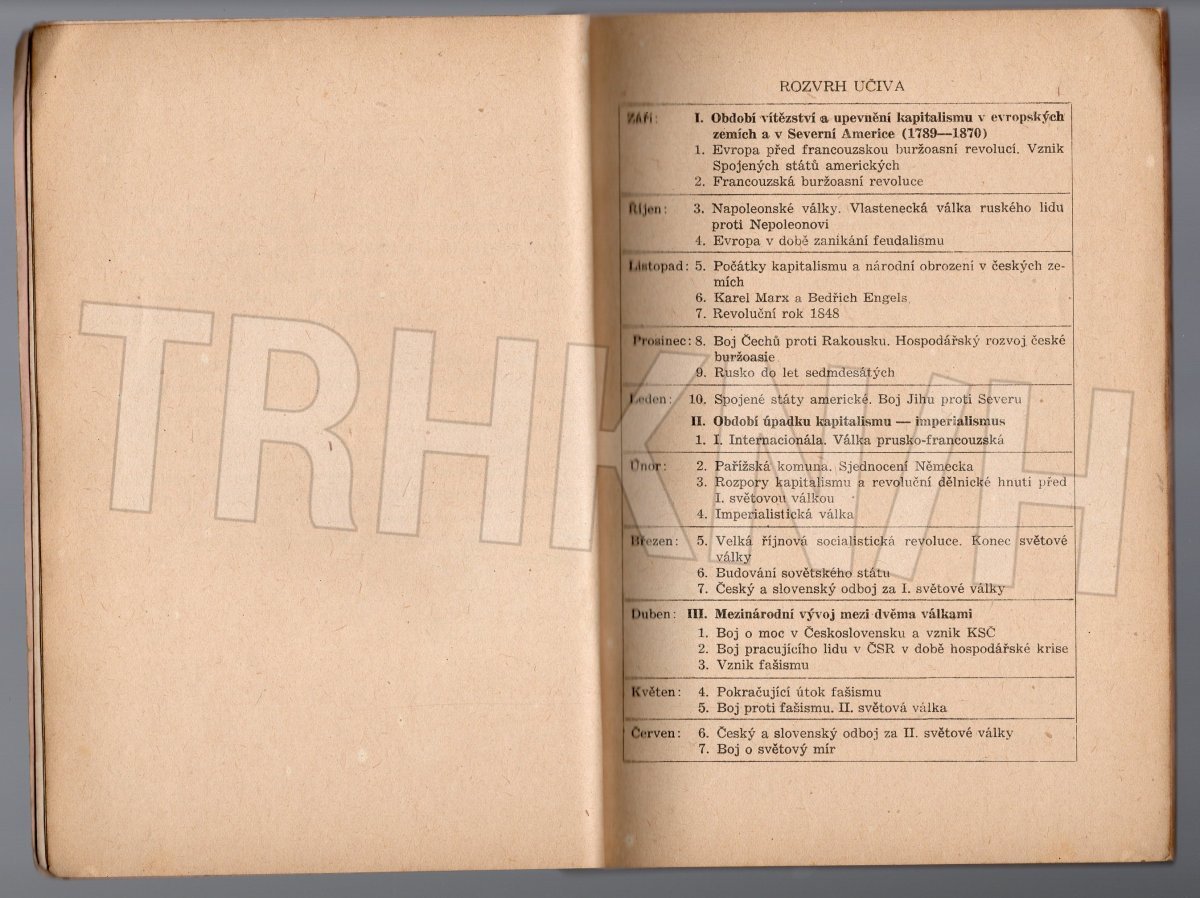 ROZVRH UČIVA
Září: I. Období vítězství a upevnění kapitalismu v evropských
zemích a v Severní Americe (1789—1870)
1. Evropa před francouzskou buržoasní revolucí. Vznik
Spojených států amerických
2. Francouzská buržoasní revoluce
Říjen: 3. Napoleonské války. Vlastenecká válka ruského lidu
proti Nepoleonovi
4. Evropa v době zanikání feudalismu
Listopad: 5. Počátky kapitalismu a národní obrození v českých ze-
mích
6. Karel Marx a Bedřich Engels
7. Revoluční rok 1848
Prosinec: 8. Boj Čechů proti Rakousku. Hospodářský rozvoj české
buržoasie
9. Rusko do let sedmdesátých
Leden: 10. Spojené státy americké. Boj Jihu proti Severu
II. Období úpadku kapitalismu — imperialismus
1. I. Internacionála. Válka prusko-francouzská
Únor: 2. Pařížská komuna. Sjednocení Německa
3. Rozpory kapitalismu a revoluční dělnické hnutí před
I. světovou válkou
4. Imperialistická válka
Březen: 5. Velká říjnová socialistická revoluce. Konec světové
války
6. Budování sovětského státu
7. Český a slovenský odboj za I. světové války
Duben: III. Mezinárodní vývoj mezi dvěma válkami
1. Boj o moc v Československu a vznik KSČ
2. Boj pracujícího lidu v ČSR v době hospodářské krise
3. Vznik fašismu
Květen: 4. Pokračující útok fašismu
5. Boj proti fašismu. II. světová válka
Červen: 6. Český a slovenský odboj za II. světové války
7. Boj o světový mír
TRHKNIH